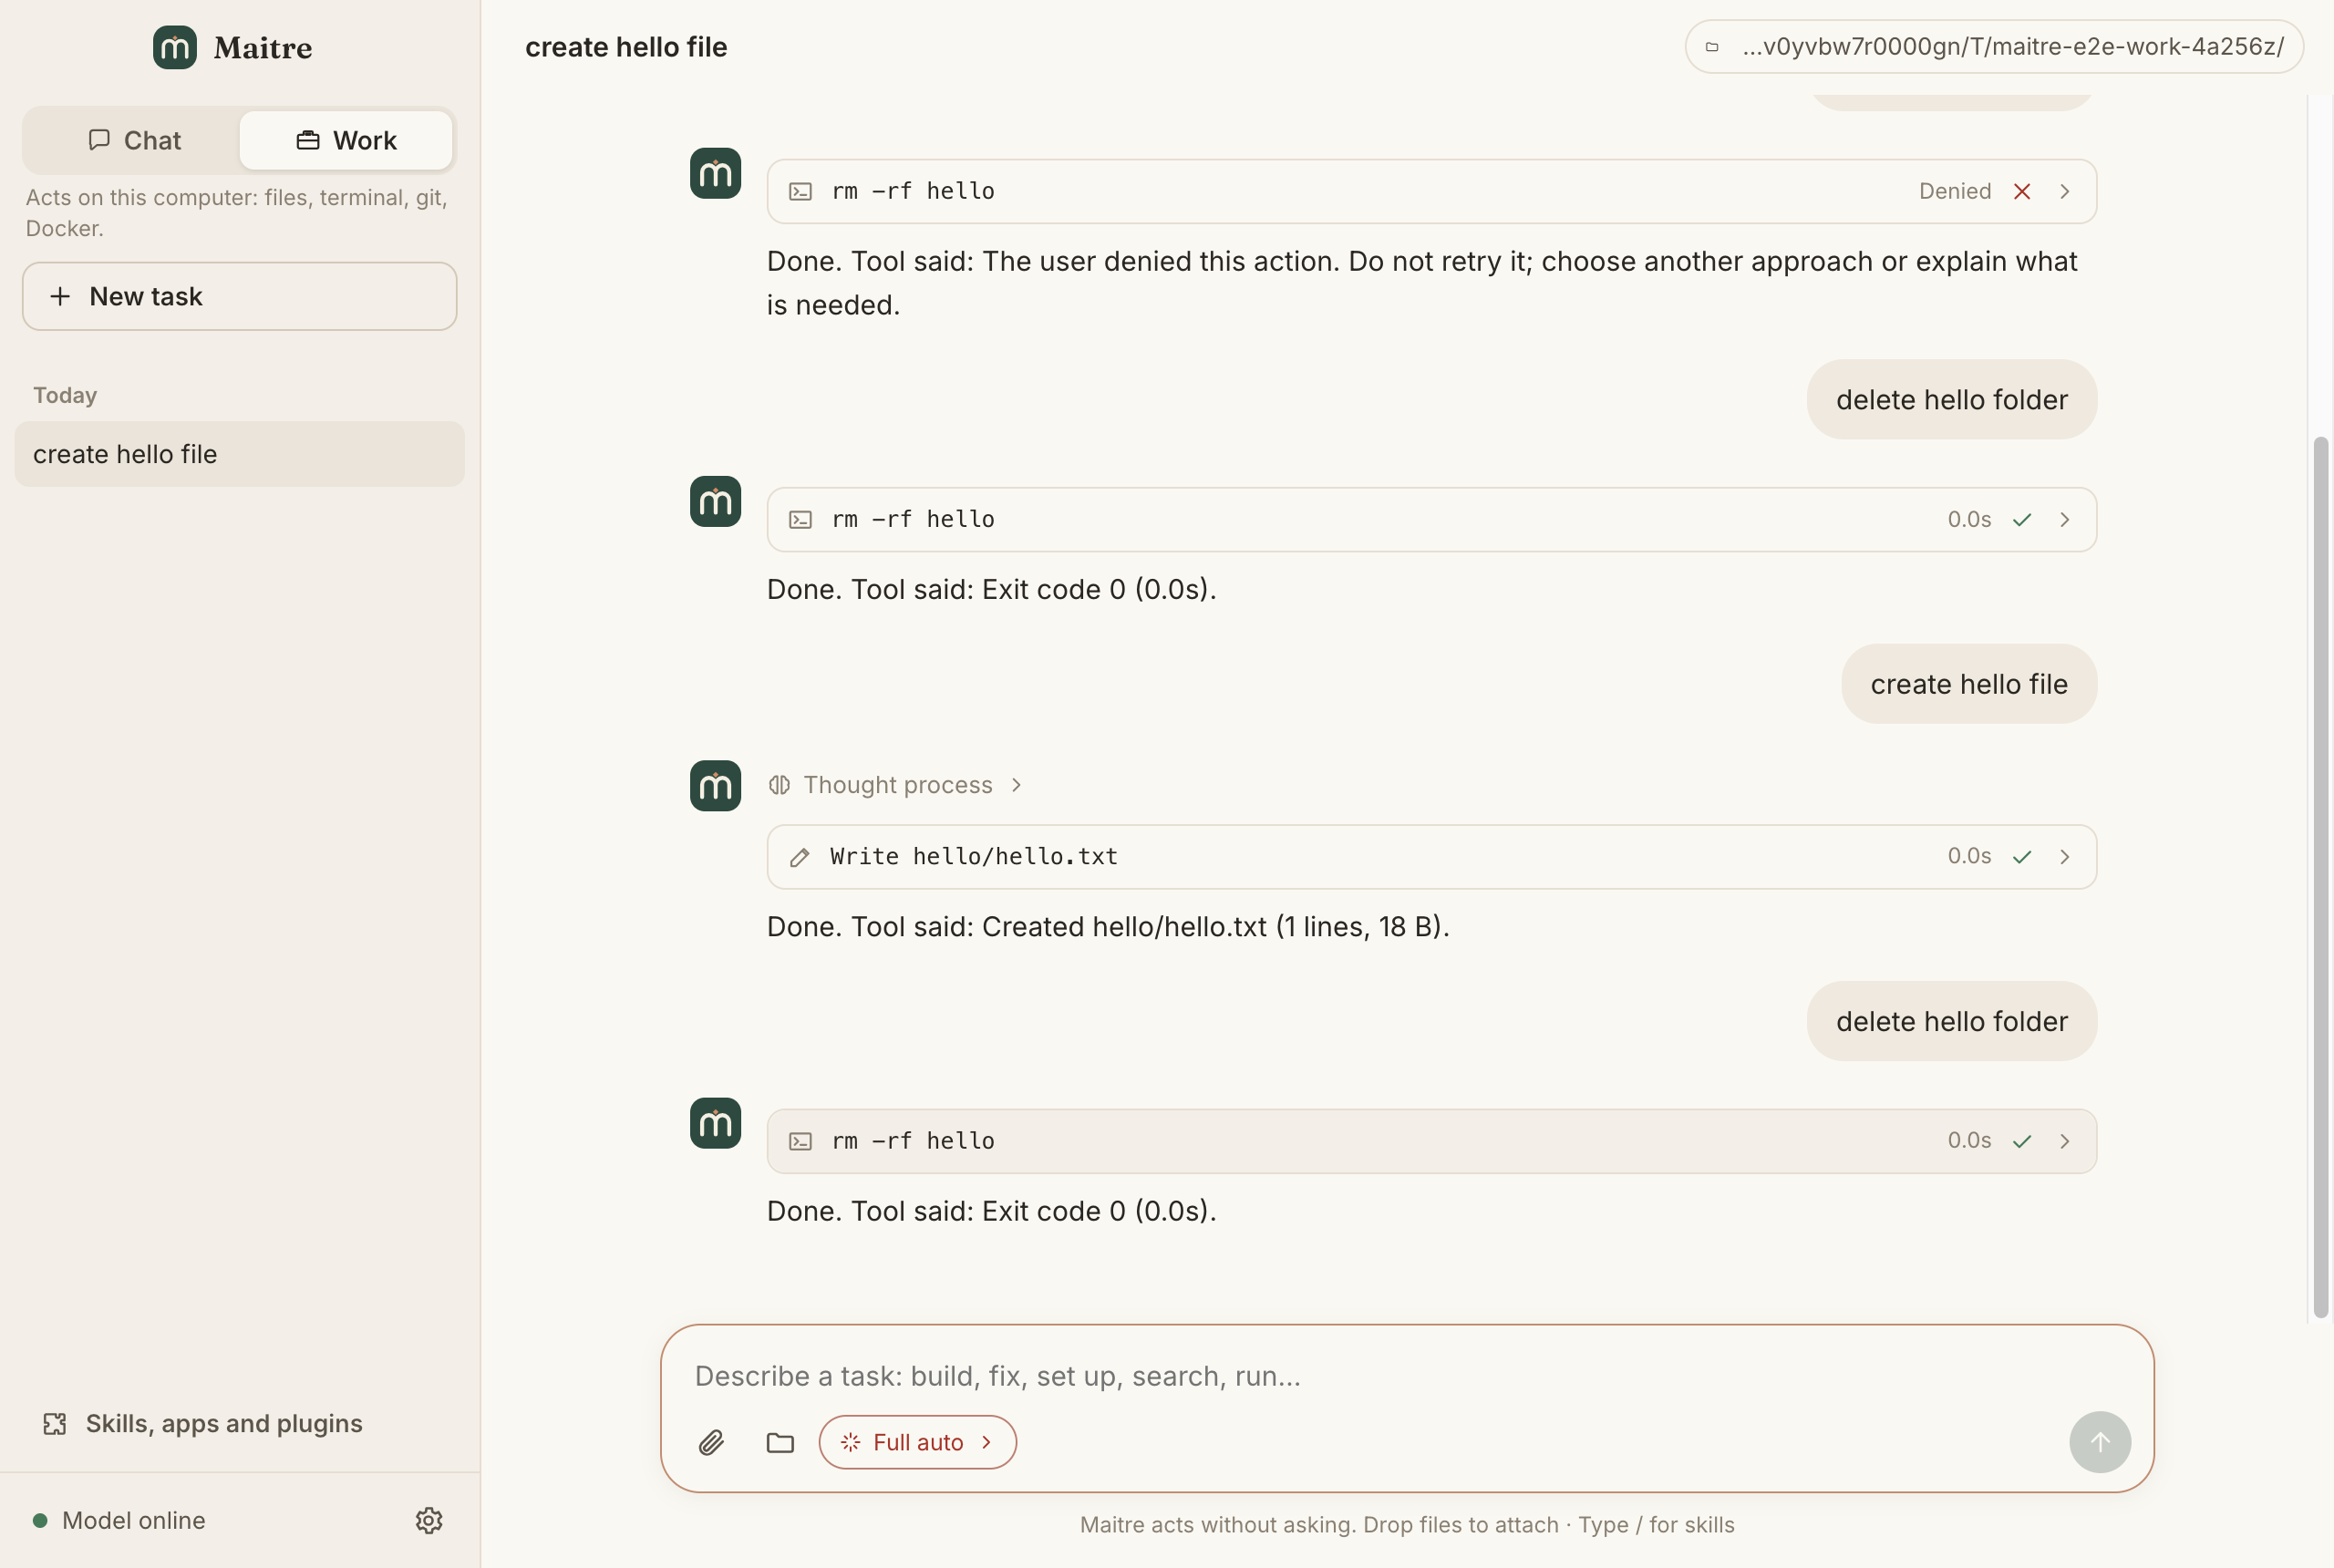 Maitre
Chat
Work
Acts on this computer: files, terminal, git,
Docker.
New task
Today
create hello file
Skills, apps and plugins
Model online
create hello file
...v0yvbw7r0000gn/T/maitre-e2e-work-4a256z/
rm -rf hello
Denied
Done. Tool said: The user denied this action. Do not retry it; choose another approach or explain what
is needed.
delete hello folder
rm -rf hello
0.0s
Done. Tool said: Exit code 0 (0.0s).
create hello file
Thought process
Write hello/hello.txt
0.0s
Done. Tool said: Created hello/hello.txt (1 lines, 18 B).
delete hello folder
rm -rf hello
0.0s
Done. Tool said: Exit code 0 (0.0s).
Describe a task: build, fix, set up, search, run...
Full auto
Maitre acts without asking. Drop files to attach · Type / for skills